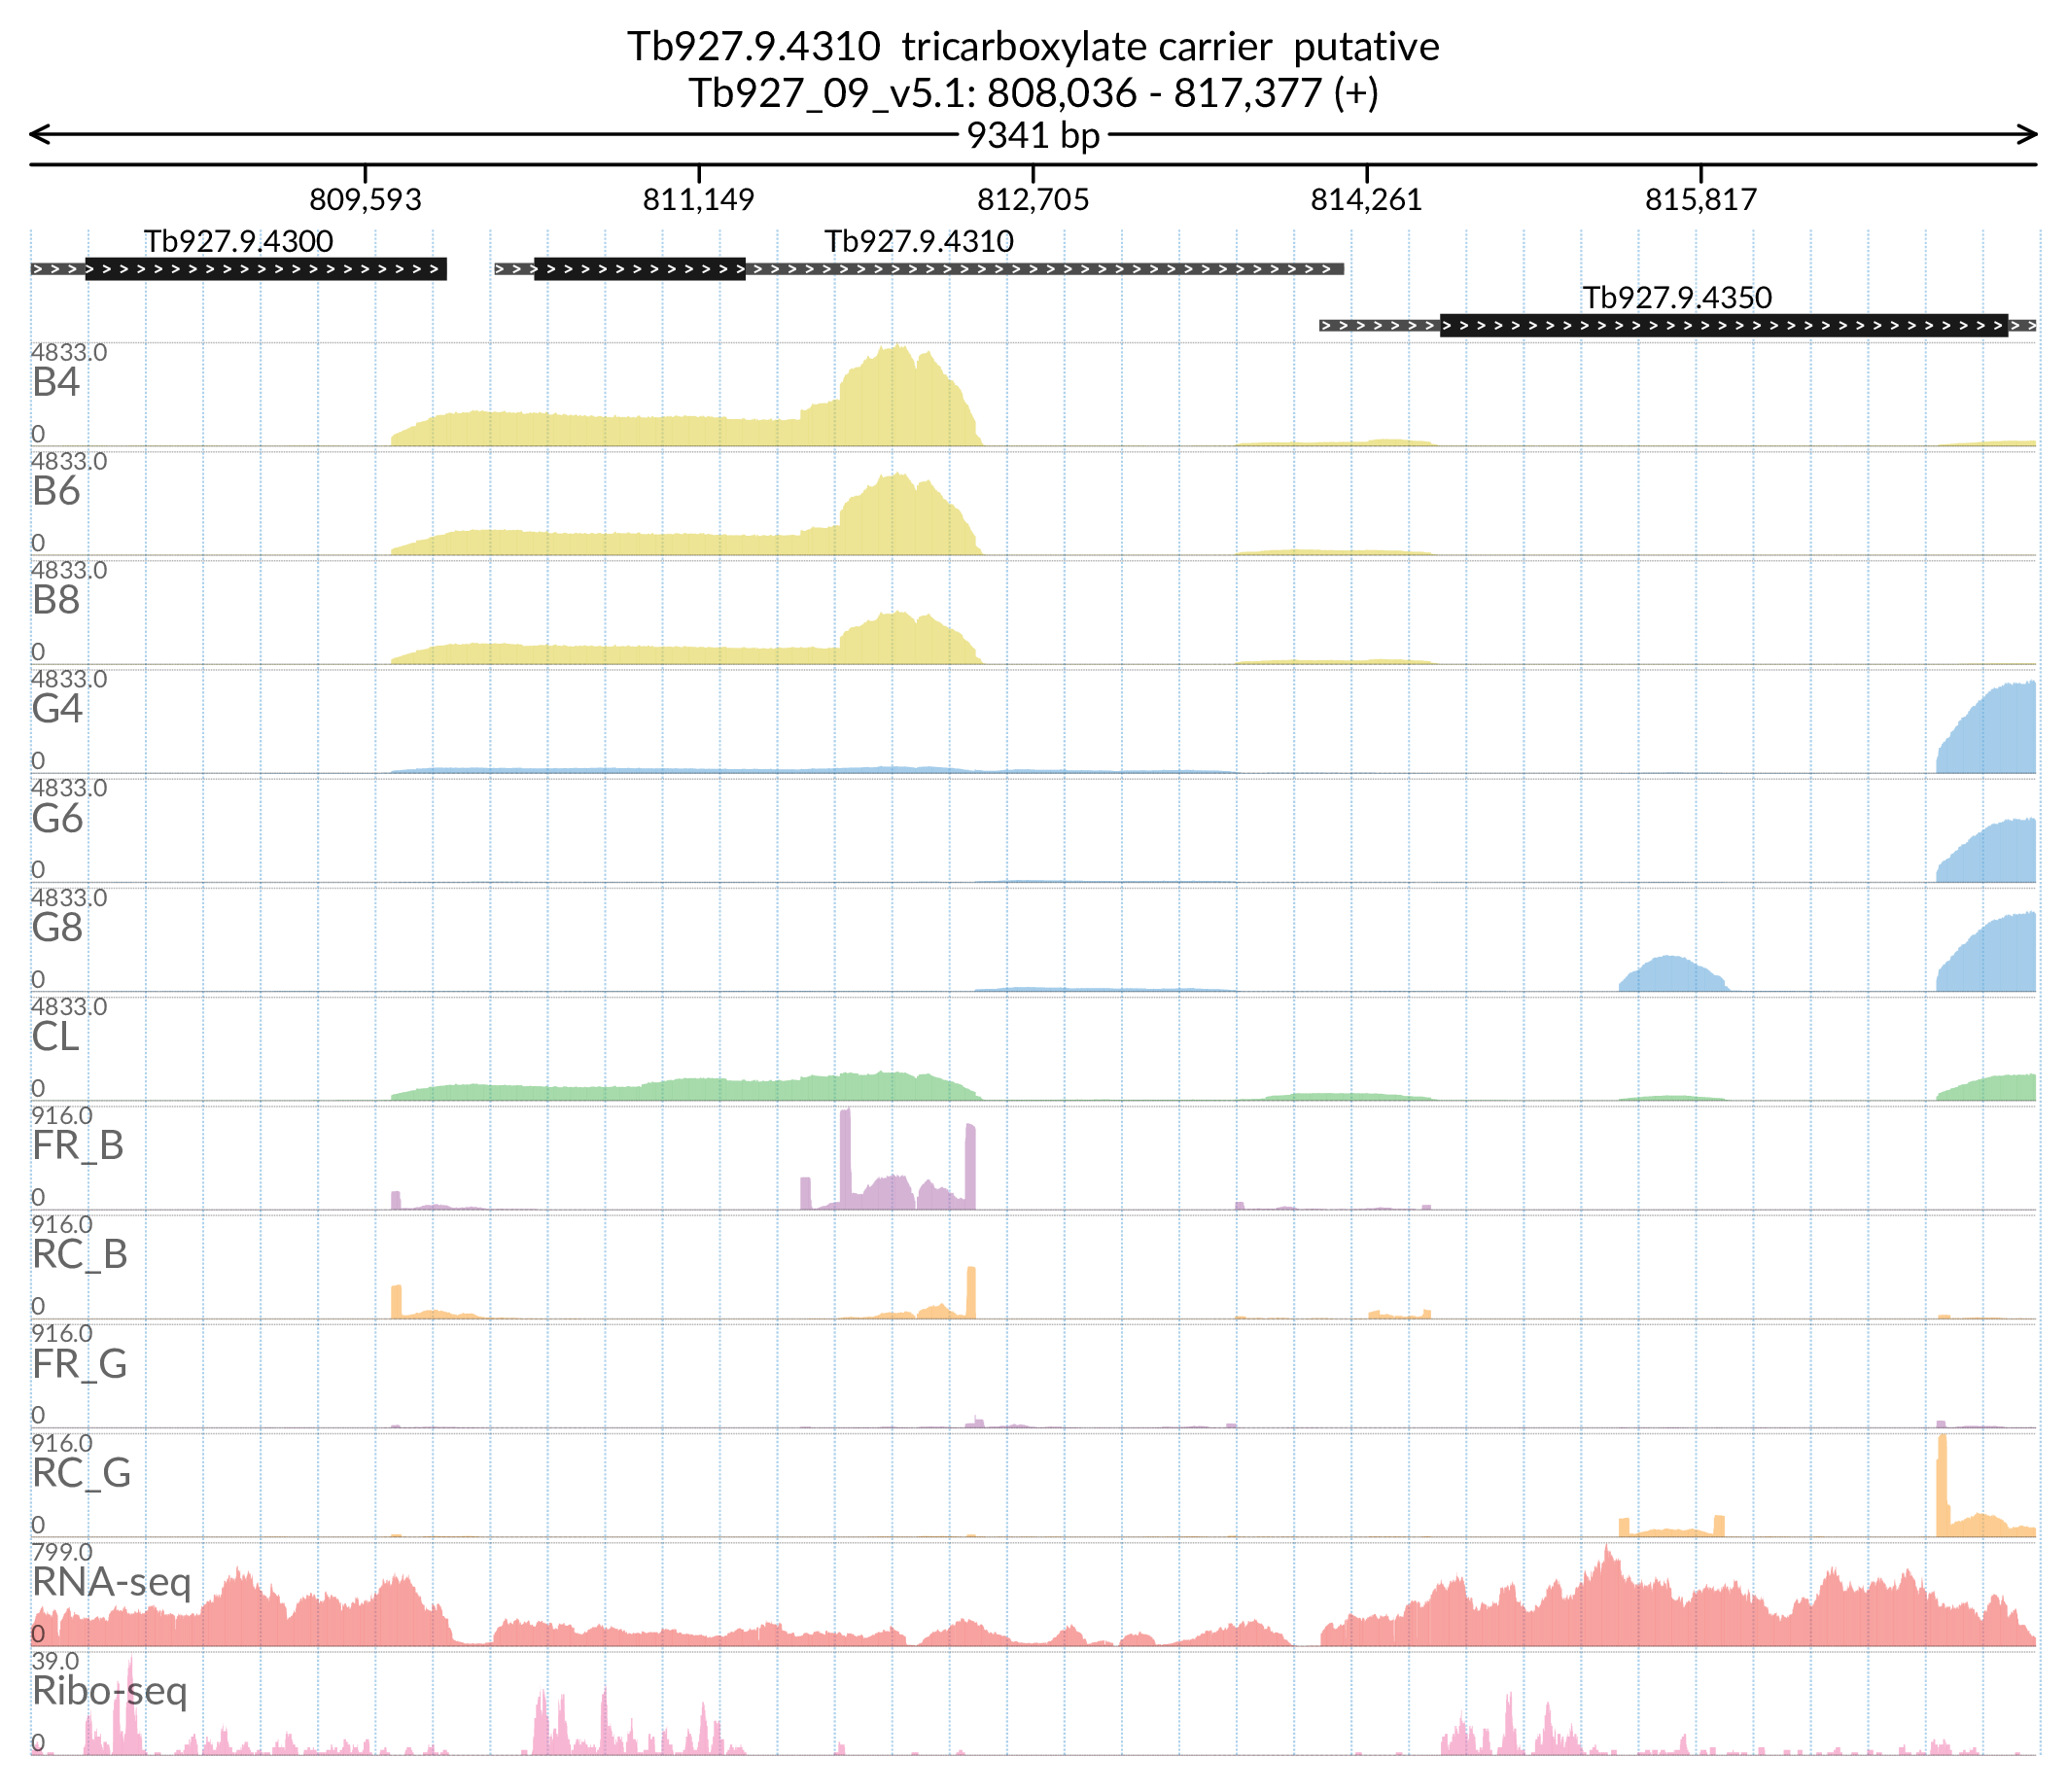 Tb927.9.4310 tricarboxylate carrier putative
Tb927_09_v5.1: 808,036 - 817,377 (+)
9341 bp
809,593 811,149 812,705 814,261 815,817
Tb927.9.4300 Tb927.9.4310
Tb927.9.4350
4833.0
B4
0
4833.0
B6
0
4833.0
B8
0
4833.0
G4
0
4833.0
G6
0
4833.0
G8
0
4833.0
CL
0
916.0
FR_B
0
916.0
RC_B
0
916.0
FR_G
0
916.0
RC_G
0
799.0
RNA-seq
0
39.0
Ribo-seq
0